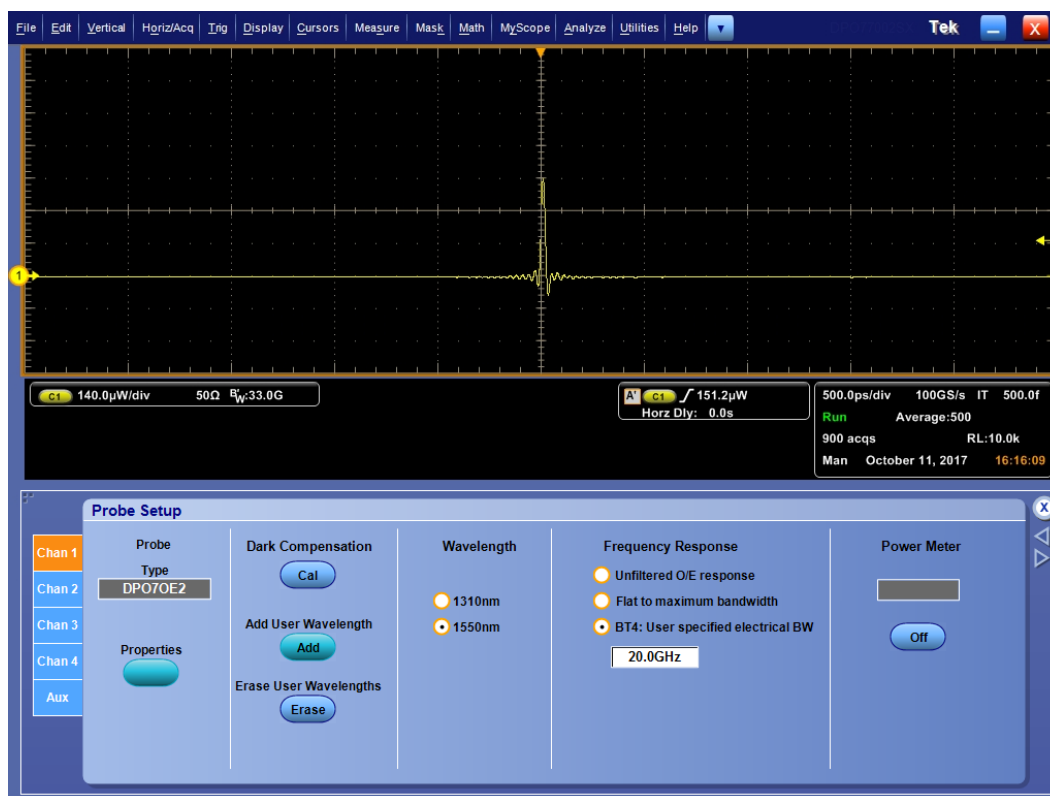 File Edit Vertical Horiz/Acq Trig Display Cursors Measure Mask Math MyScope Analyze Utilities Help Tek X
1
C1 140.0µW/div 50Ω BW:33.0G
A' C1 151.2µW
Horz Dly: 0.0s
500.0ps/div 100GS/s IT 500.0f
Run Average:500
900 acqs RL:10.0k
Man October 11, 2017 16:16:09
Probe Setup
X
Chan 1
Chan 2
Chan 3
Chan 4
Aux
Probe
Type
DPO7OE2
Properties
Dark Compensation
Cal
Add User Wavelength
Add
Erase User Wavelengths
Erase
Wavelength
1310nm
1550nm
Frequency Response
Unfiltered O/E response
Flat to maximum bandwidth
BT4: User specified electrical BW
20.0GHz
Power Meter
Off